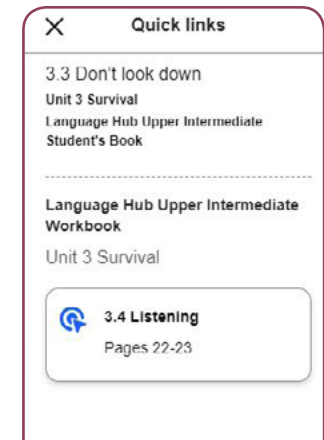 Quick links
3.3 Don't look down
Unit 3 Survival
Language Hub Upper Intermediate
Student's Book
Language Hub Upper Intermediate
Workbook
Unit 3 Survival
3.4 Listening
Pages 22-23